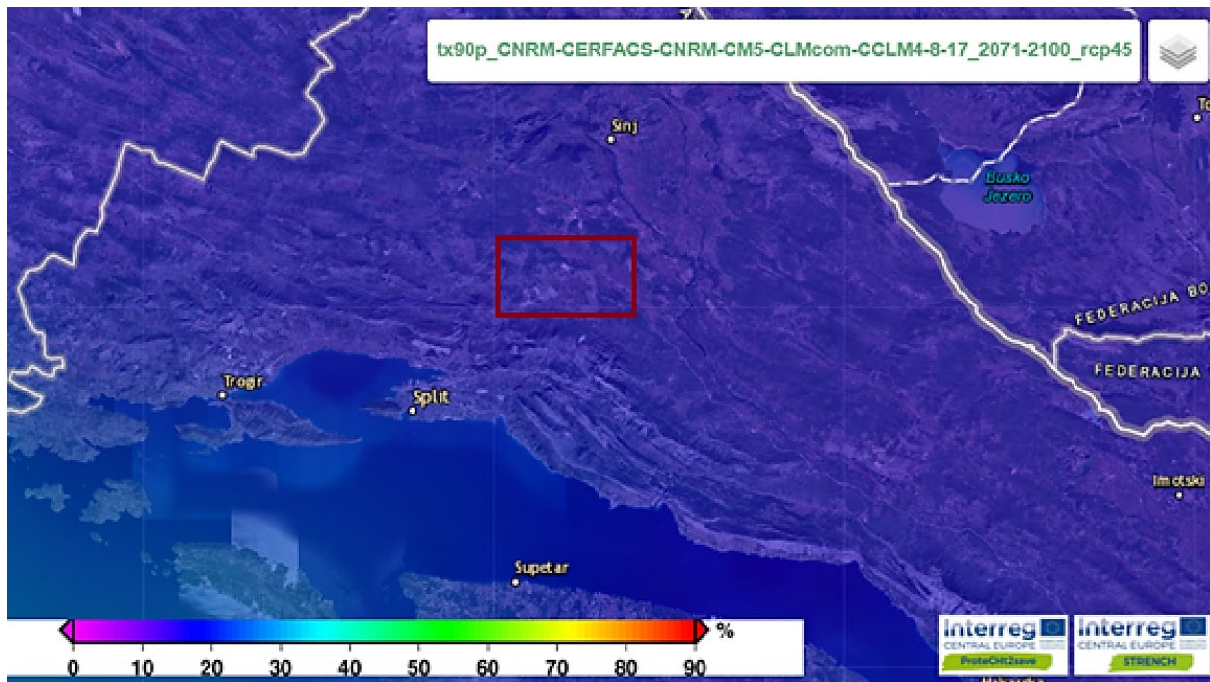 tx90p_CNRM-CERFACS-CNRM-CM5-CLMcom-CCLM4-8-17_2071-2100_rcp45
Sinj
Busko
Jezero
FEDERACIJA BO
FEDERACIJA
Trogir
Split
Imotski
Supetar
%
0 10 20 30 40 50 60 70 80 90
Interreg
CENTRAL EUROPE
ProteCHt2save
Interreg
CENTRAL EUROPE
STRENCH